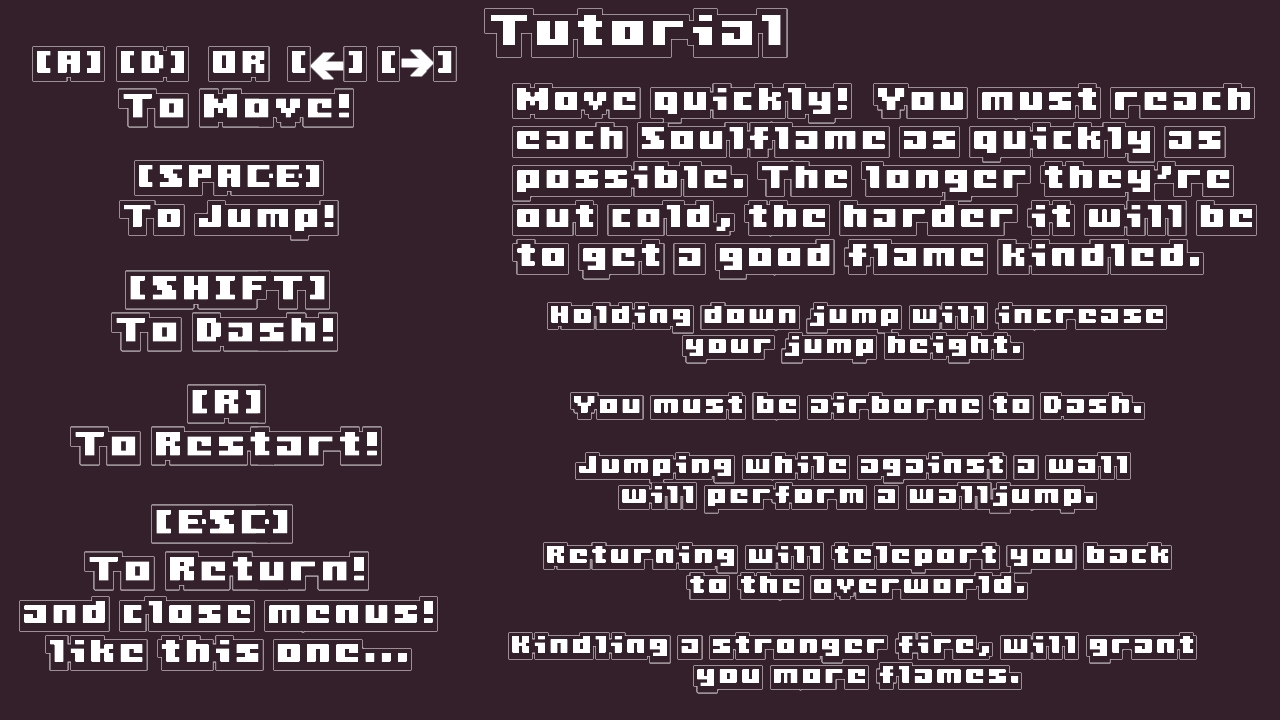 [A] [D] OR [←] [→]
To Move!
[SPACE]
To Jump!
[SHIFT]
To Dash!
[R]
To Restart!
[ESC]
To Return!
and close menus!
like this one...
Tutorial
Move quickly! You must reach
each Soulflame as quickly as
possible. The longer they're
out cold, the harder it will be
to get a good flame kindled.
Holding down jump will increase
your jump height.
You must be airborne to Dash.
Jumping while against a wall
will perform a walljump.
Returning will teleport you back
to the overworld.
Kindling a stronger fire, will grant
you more flames.